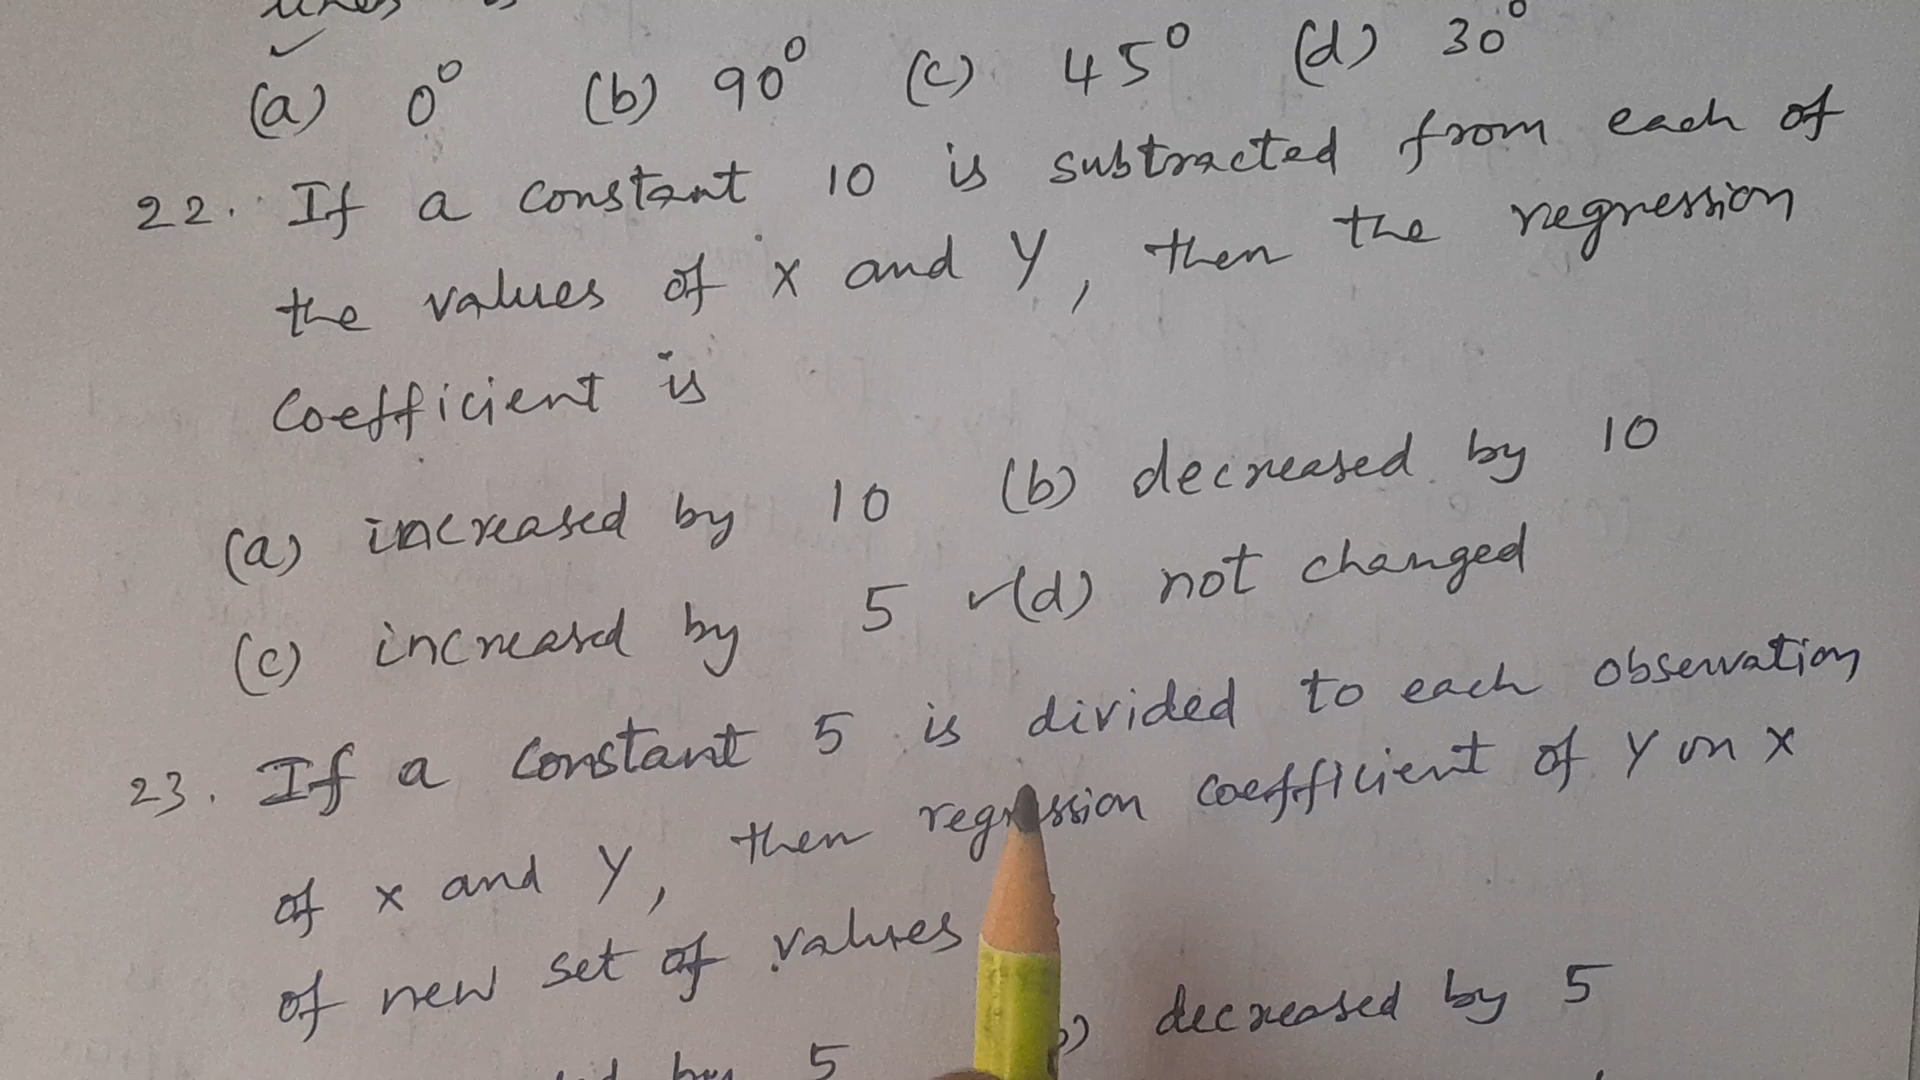 lines
(a) 0° (b) 90° (c) 45° (d) 30°
22. If a constant 10 is subtracted from each of
the values of X and Y, then the regression
Coefficient is
(a) increased by 10 (b) decreased by 10
(c) increased by 5 ✓(d) not changed
23. If a constant 5 is divided to each observation
of X and Y, then regression coefficient of Y on X
of new set of values
by 5 b) decreased by 5